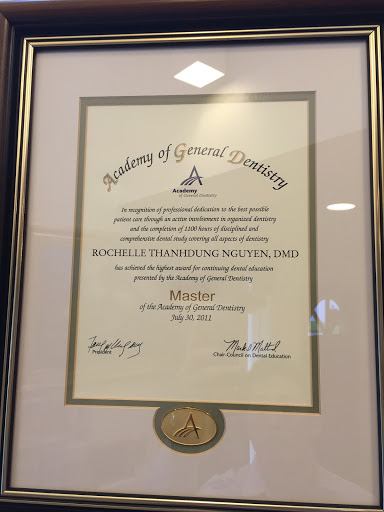 Academy of General Dentistry
Academy
of General Dentistry
In recognition of professional dedication to the best possible
patient care through an active involvement in organized dentistry
and the completion of 1100 hours of disciplined and
comprehensive dental study covering all aspects of dentistry
ROCHELLE THANHDUNG NGUYEN, DMD
has achieved the highest award for continuing dental education
presented by the Academy of General Dentistry
Master
of the Academy of General Dentistry
July 30, 2011
President
Chair-Council on Dental Education